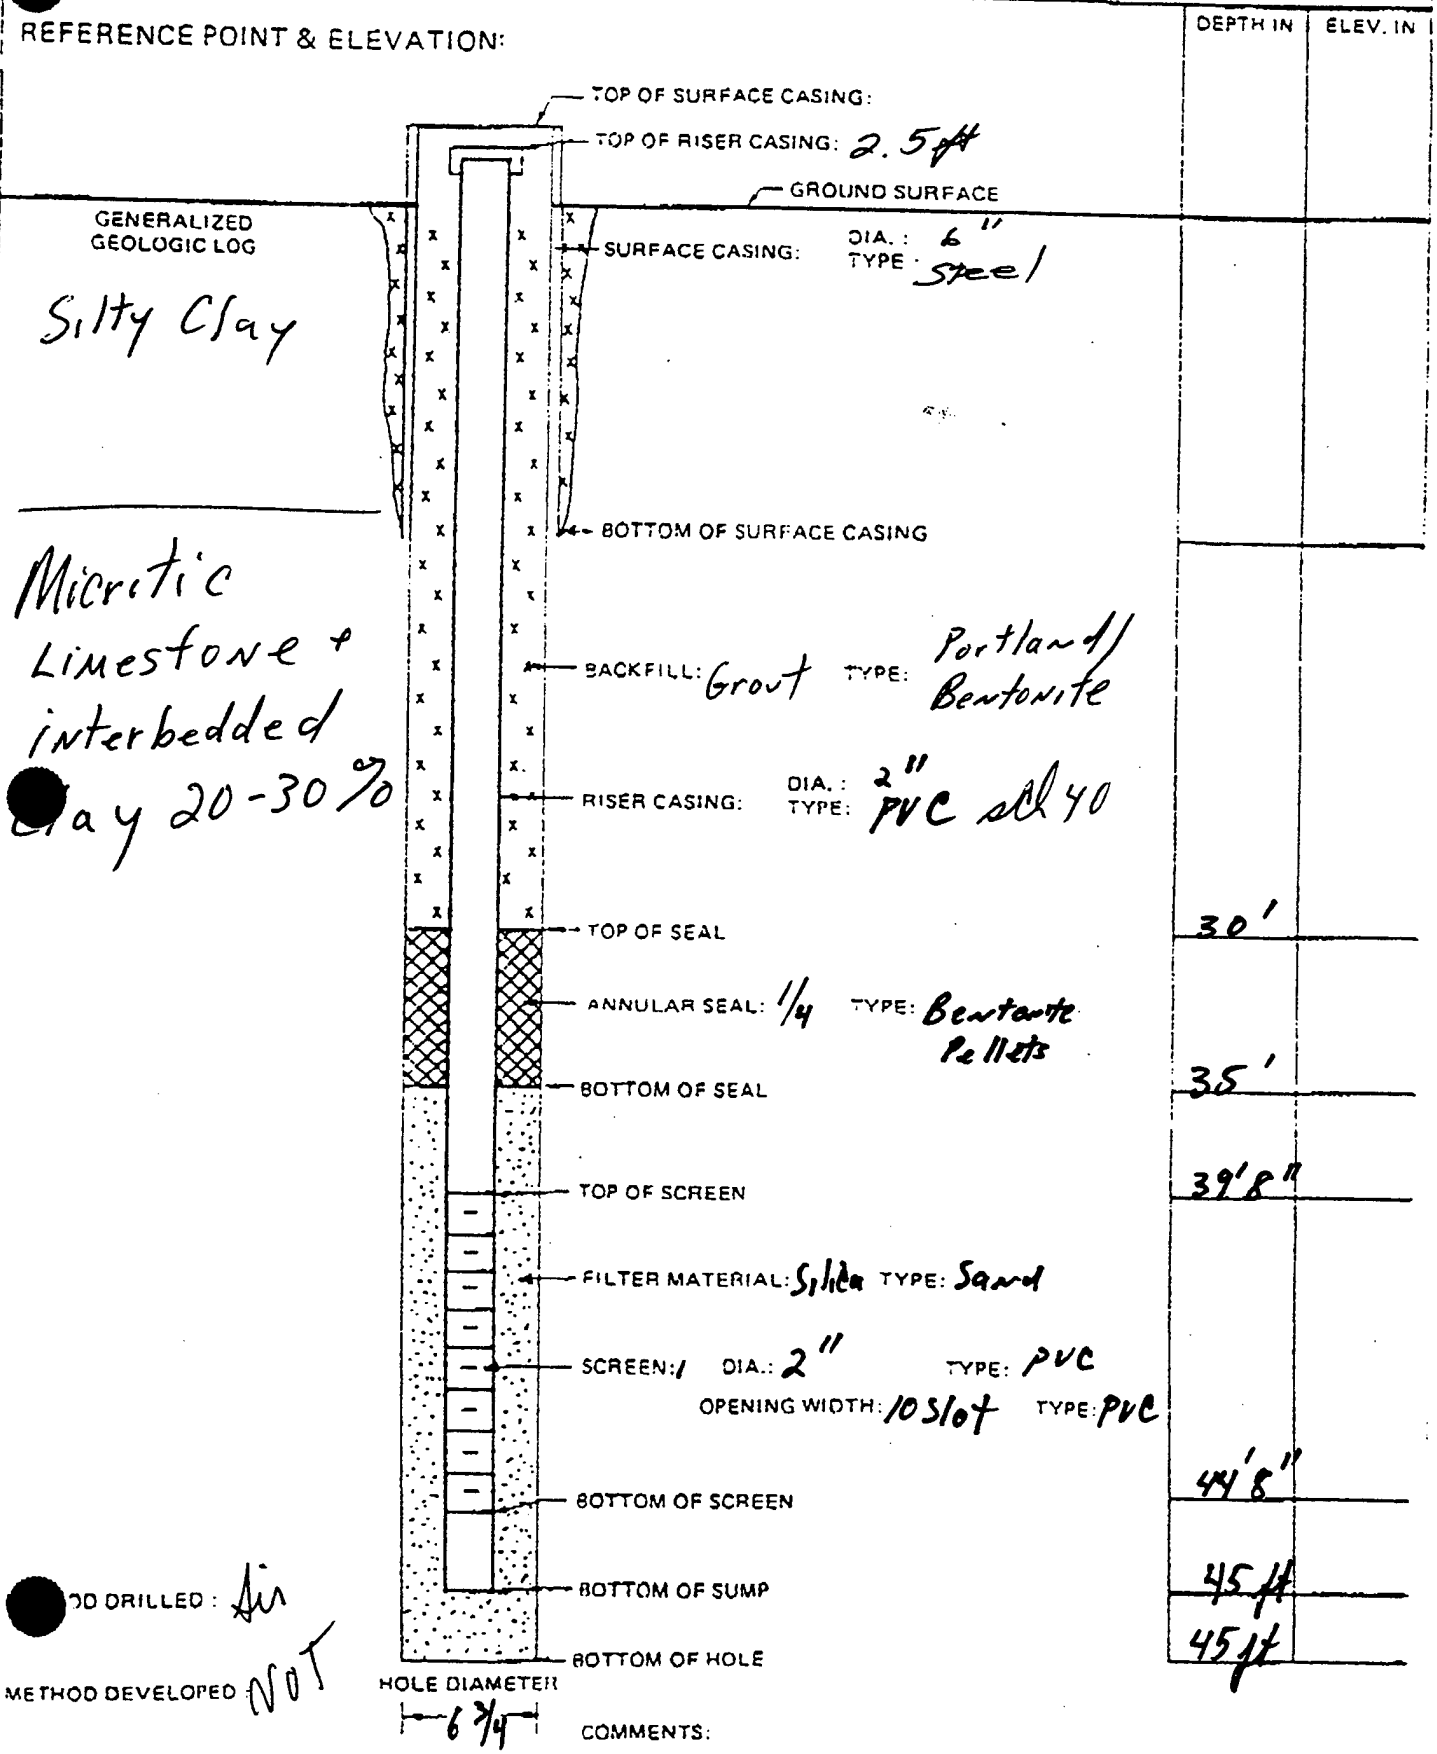 REFERENCE POINT & ELEVATION:
DEPTH IN
ELEV. IN
TOP OF SURFACE CASING:
TOP OF RISER CASING: 2.5 ft
GROUND SURFACE
GENERALIZED
GEOLOGIC LOG
SURFACE CASING: DIA.: 6"
TYPE: Steel
Silty Clay
BOTTOM OF SURFACE CASING
Micritic
Limestone +
interbedded
Clay 20-30%
BACKFILL: Grout TYPE: Portland/
Bentonite
RISER CASING: DIA.: 2"
TYPE: PVC sch 40
TOP OF SEAL 30'
ANNULAR SEAL: 1/4 TYPE: Bentonite
Pellets
BOTTOM OF SEAL 35'
TOP OF SCREEN 39'8"
FILTER MATERIAL: Silica TYPE: Sand
SCREEN: DIA.: 2" TYPE: PVC
OPENING WIDTH: 10 Slot TYPE: PVC
BOTTOM OF SCREEN 44'8"
BOTTOM OF SUMP 45 ft
OD DRILLED: Air
BOTTOM OF HOLE 45 ft
METHOD DEVELOPED: NOT
HOLE DIAMETER
6 3/4
COMMENTS: